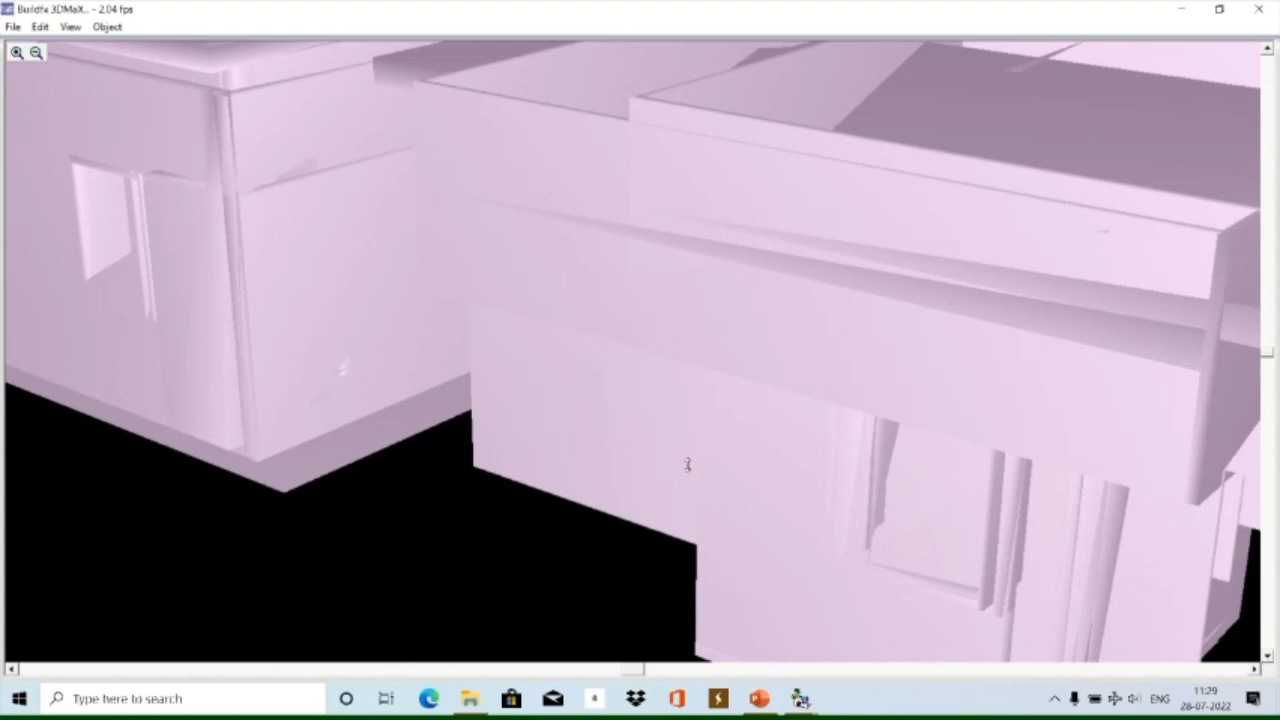 Buildfx 3DMaX... - 2.04 fps
File Edit View Object
Type here to search
ENG
11:29
28-07-2022